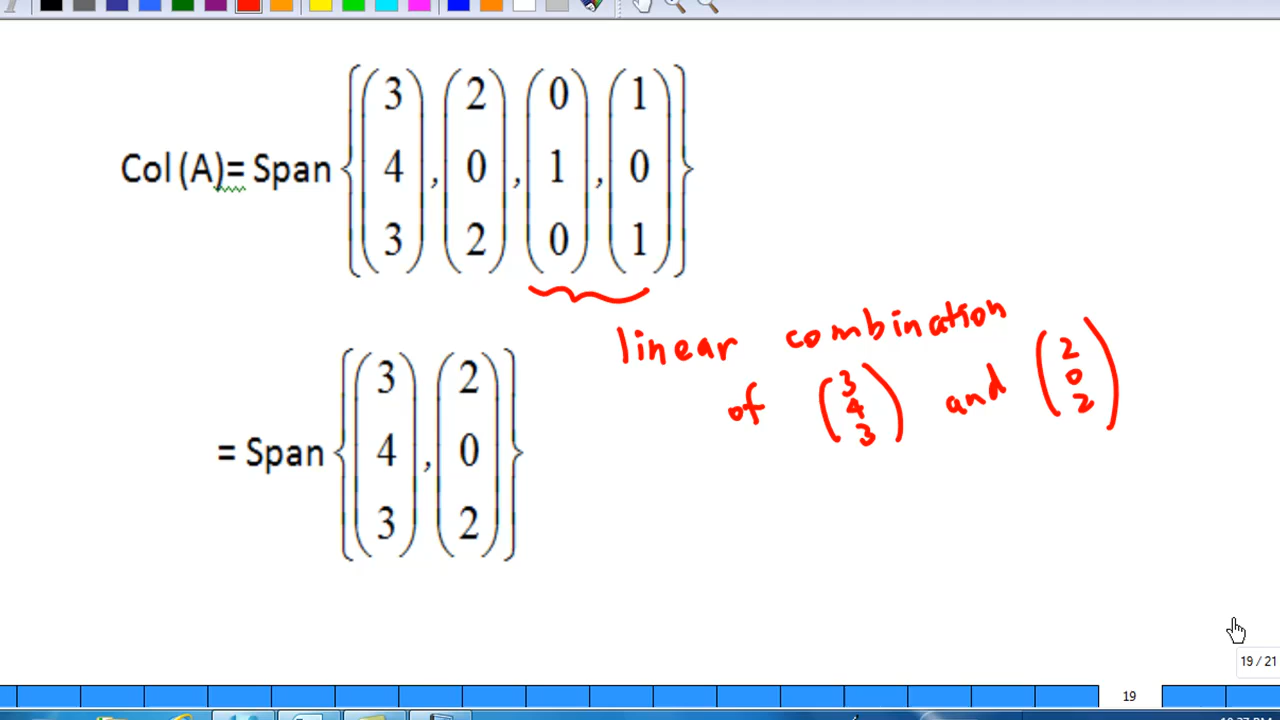 Col (A)= Span {(3 4 3), (2 0 2), (0 1 0), (1 0 1)}
linear combination
of (3 4 3) and (2 0 2)
= Span {(3 4 3), (2 0 2)}
19 / 21
19